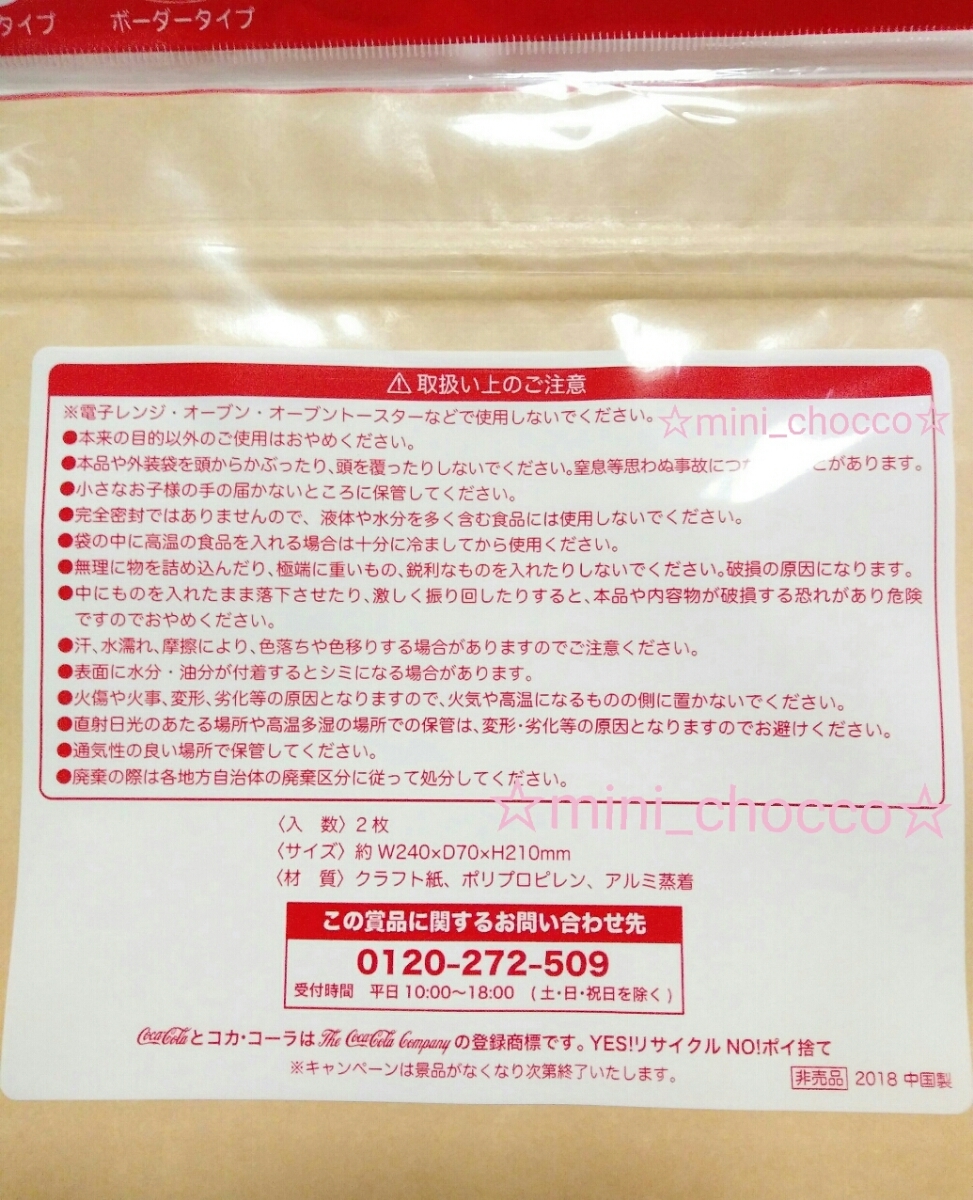 タイプ ボーダータイプ
⚠取扱い上のご注意
※電子レンジ・オーブン・オーブントースターなどで使用しないでください。
☆mini_chocco☆
●本来の目的以外のご使用はおやめください。
●本品や外装袋を頭からかぶったり、頭を覆ったりしないでください。窒息等思わぬ事故につ がります。
●小さなお子様の手の届かないところに保管してください。
●完全密封ではありませんので、液体や水分を多く含む食品には使用しないでください。
●袋の中に高温の食品を入れる場合は十分に冷ましてから使用ください。
●無理に物を詰め込んだり、極端に重いもの、鋭利なものを入れたりしないでください。破損の原因になります。
●中にものを入れたまま落下させたり、激しく振り回したりすると、本品や内容物が破損する恐れがあり危険
ですのでおやめください。
●汗、水濡れ、摩擦により、色落ちや色移りする場合がありますのでご注意ください。
●表面に水分・油分が付着するとシミになる場合があります。
●火傷や火事、変形、劣化等の原因となりますので、火気や高温になるものの側に置かないでください。
●直射日光のあたる場所や高温多湿の場所での保管は、変形・劣化等の原因となりますのでお避けください。
●通気性の良い場所で保管してください。
●廃棄の際は各地方自治体の廃棄区分に従って処分してください。
☆mini_chocco☆
〈入　数〉2枚
〈サイズ〉約 W240×D70×H210mm
〈材　質〉クラフト紙、ポリプロピレン、アルミ蒸着
この賞品に関するお問い合わせ先
0120-272-509
受付時間　平日10:00〜18:00　(土・日・祝日を除く)
Coca-Colaとコカ・コーラは The Coca-Cola Company の登録商標です。YES!リサイクル NO!ポイ捨て
※キャンペーンは景品がなくなり次第終了いたします。
非売品 2018 中国製